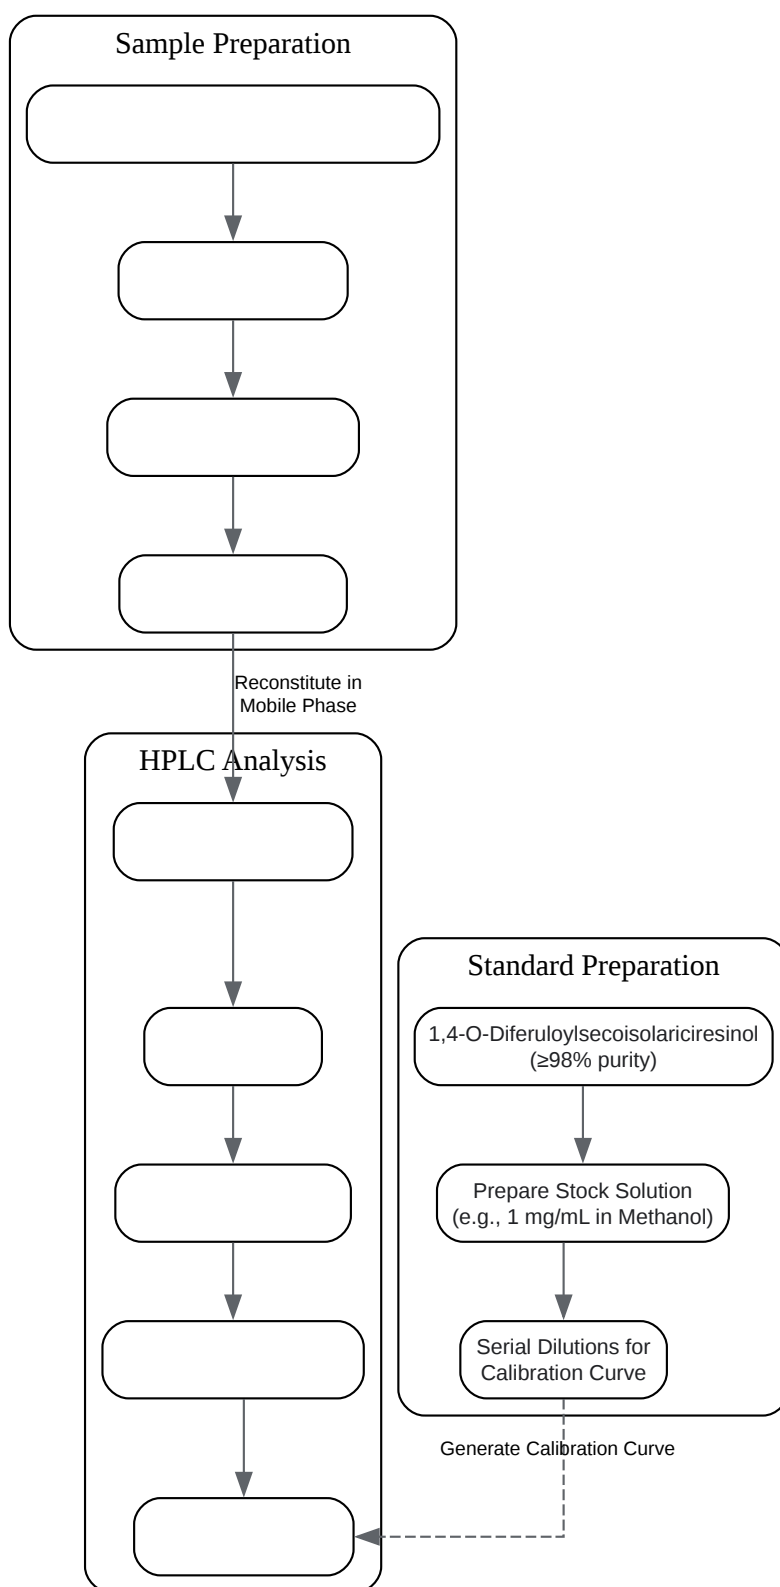 Sample Preparation
Reconstitute in
Mobile Phase
HPLC Analysis
Standard Preparation
1,4-O-Diferuloylsecoisolariciresinol
(≥98% purity)
Prepare Stock Solution
(e.g., 1 mg/mL in Methanol)
Serial Dilutions for
Calibration Curve
Generate Calibration Curve